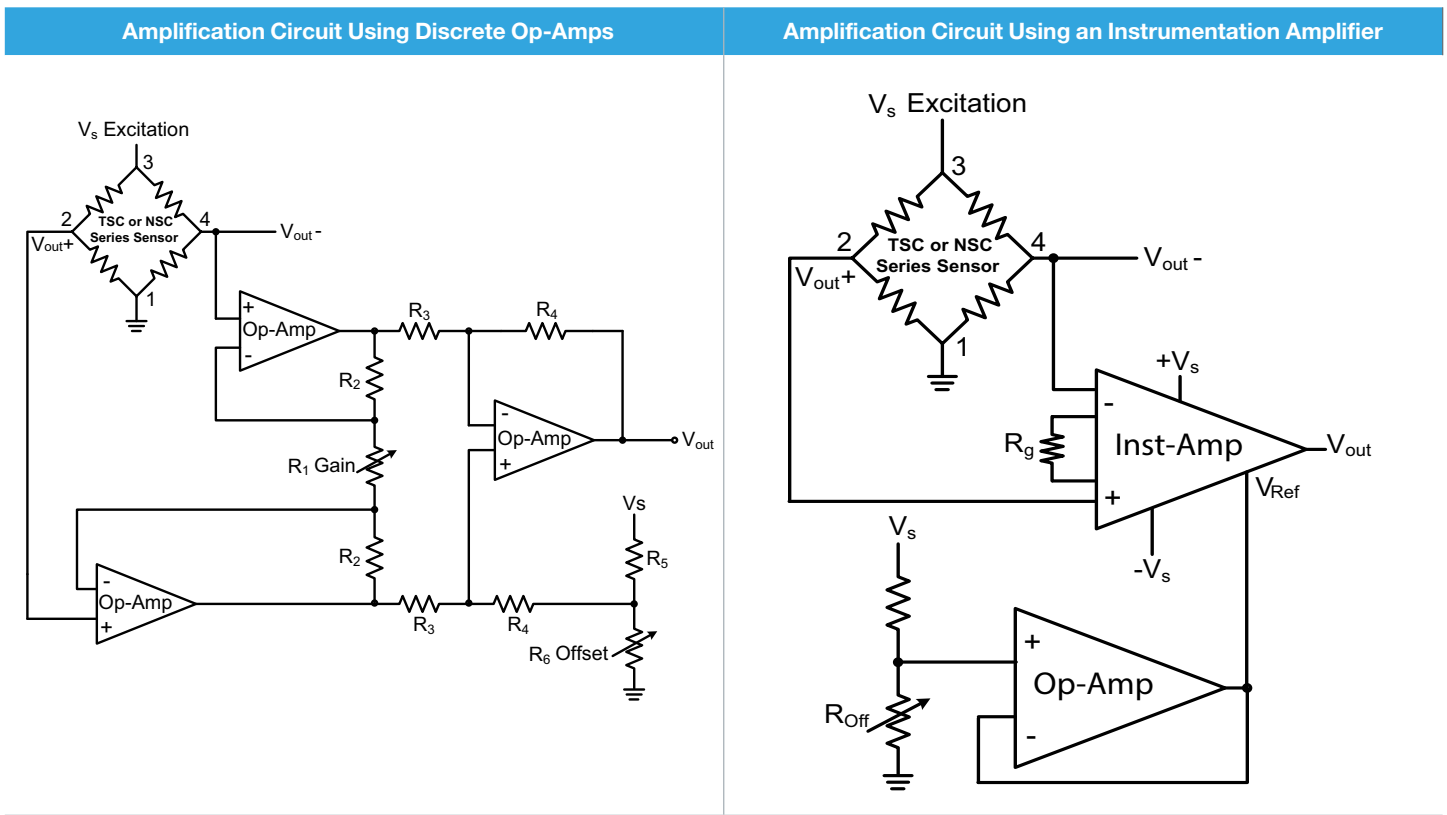 Amplification Circuit Using Discrete Op-Amps
Amplification Circuit Using an Instrumentation Amplifier
Vs Excitation
3
2
TSC or NSC
Series Sensor
4
Vout+
Vout -
1
+
Op-Amp
-
R3
R4
R2
-
Op-Amp
+
Vout
R1 Gain
Vs
R5
R2
-
Op-Amp
+
R3
R4
R6 Offset
Vs Excitation
3
2
TSC or NSC
Series Sensor
4
Vout+
Vout -
1
+Vs
-
Rg
Inst-Amp
Vout
+
VRef
Vs
-Vs
+
Op-Amp
ROff
-